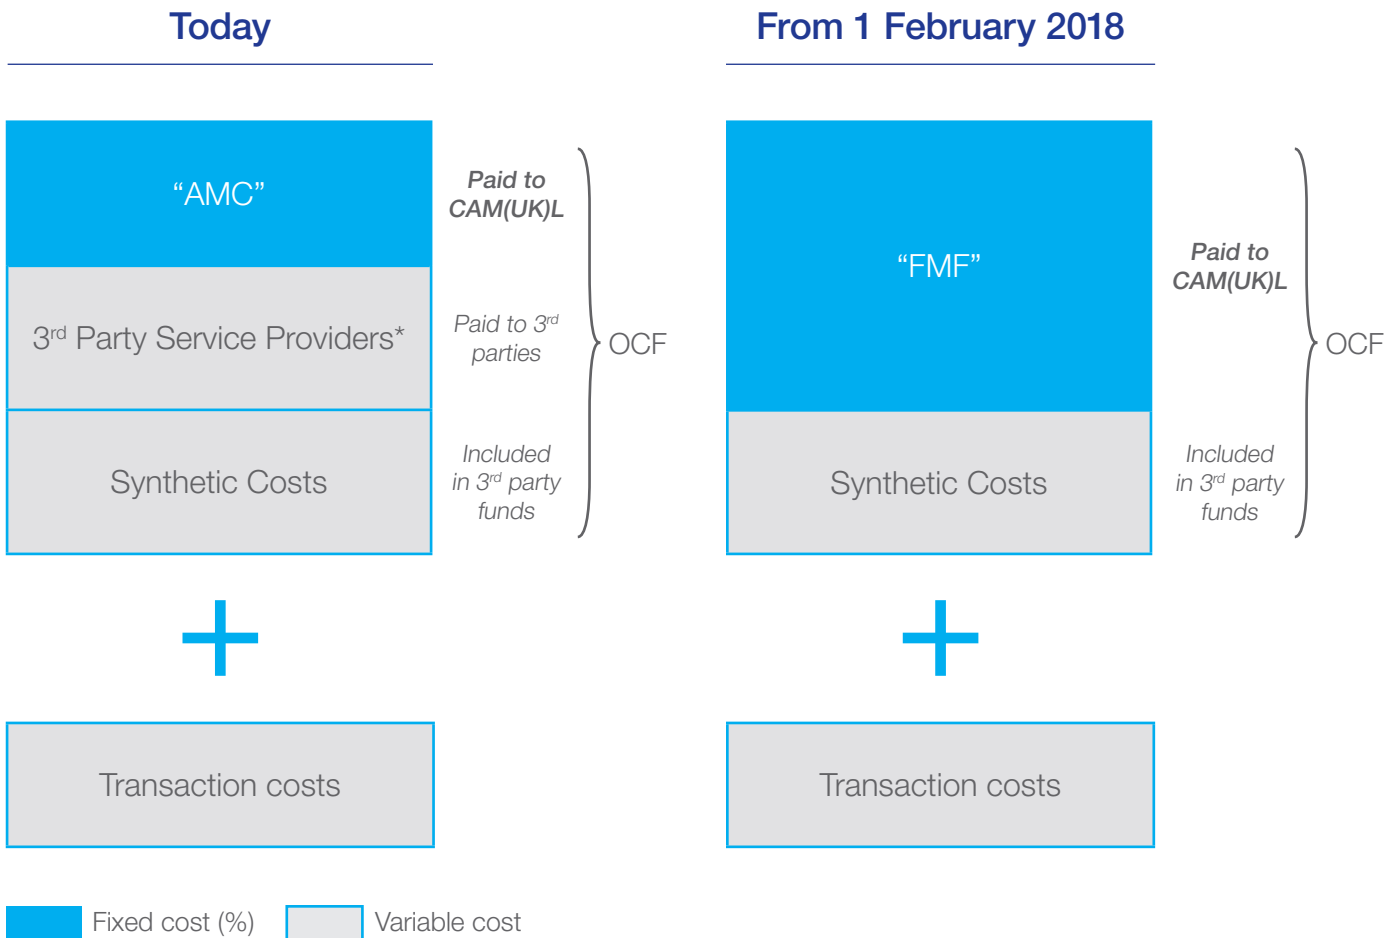 Today
“AMC”
Paid to
CAM(UK)L
3rd Party Service Providers*
Paid to 3rd
parties
OCF
Synthetic Costs
Included
in 3rd party
funds
+
Transaction costs
From 1 February 2018
“FMF”
Paid to
CAM(UK)L
OCF
Synthetic Costs
Included
in 3rd party
funds
+
Transaction costs
Fixed cost (%)
Variable cost